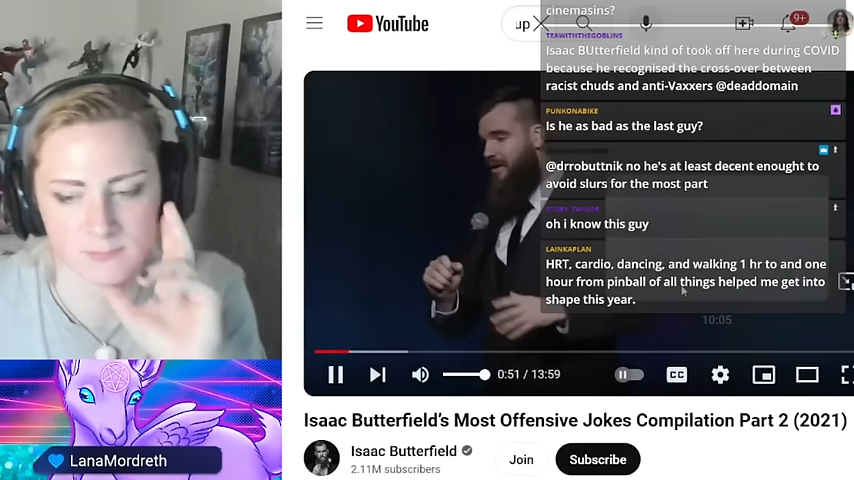 YouTube
up
9+
cinemasins?
TEAWITHTHEGOBLINS
Isaac BUtterfield kind of took off here during COVID
because he recognised the cross-over between
racist chuds and anti-Vaxxers @deaddomain
PUNKONABIKE
Is he as bad as the last guy?
@drrobuttnik no he's at least decent enought to
avoid slurs for the most part
oh i know this guy
LAINKAPLAN
HRT, cardio, dancing, and walking 1 hr to and one
hour from pinball of all things helped me get into
shape this year.
10:05
0:51 / 13:59
CC
Isaac Butterfield's Most Offensive Jokes Compilation Part 2 (2021)
Isaac Butterfield
2.11M subscribers
Join
Subscribe
LanaMordreth